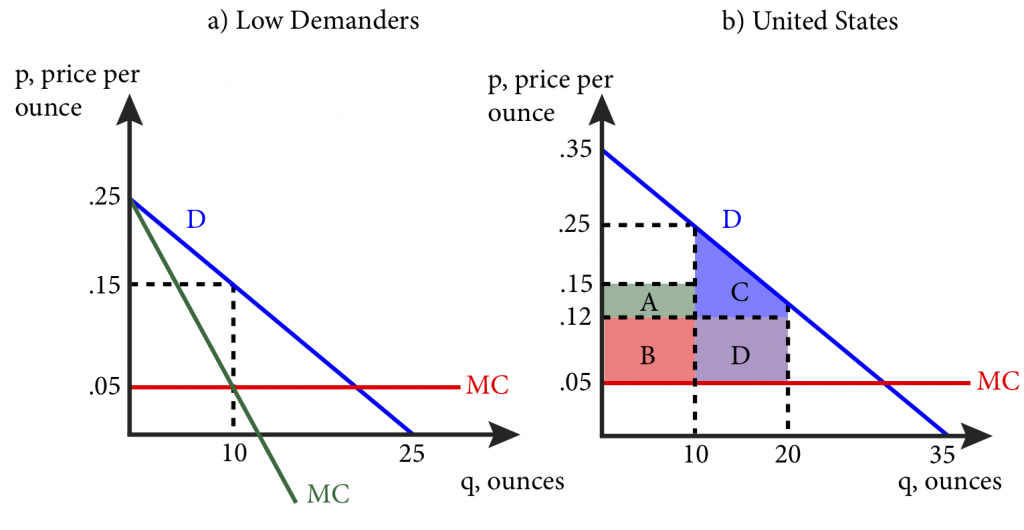 a) Low Demanders
p, price per
ounce
.25
D
.15
.05
MC
10
25
q, ounces
MC
b) United States
p, price per
ounce
.35
.25
D
.15
A
C
.12
B
D
.05
MC
10
20
35
q, ounces